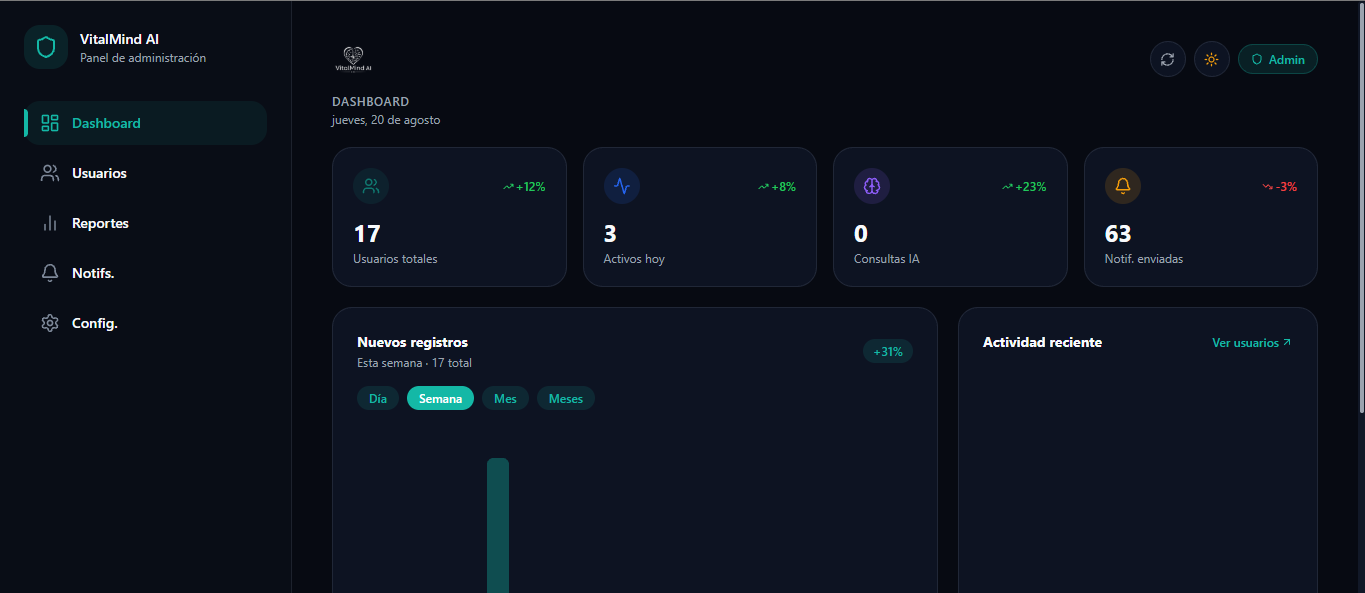 VitalMind AI
Panel de administración
Dashboard
Usuarios
Reportes
Notifs.
Config.
VitalMind AI
Admin
DASHBOARD
jueves, 20 de agosto
+12%
17
Usuarios totales
+8%
3
Activos hoy
+23%
0
Consultas IA
-3%
63
Notif. enviadas
Nuevos registros
Esta semana · 17 total
+31%
Día
Semana
Mes
Meses
Actividad reciente
Ver usuarios